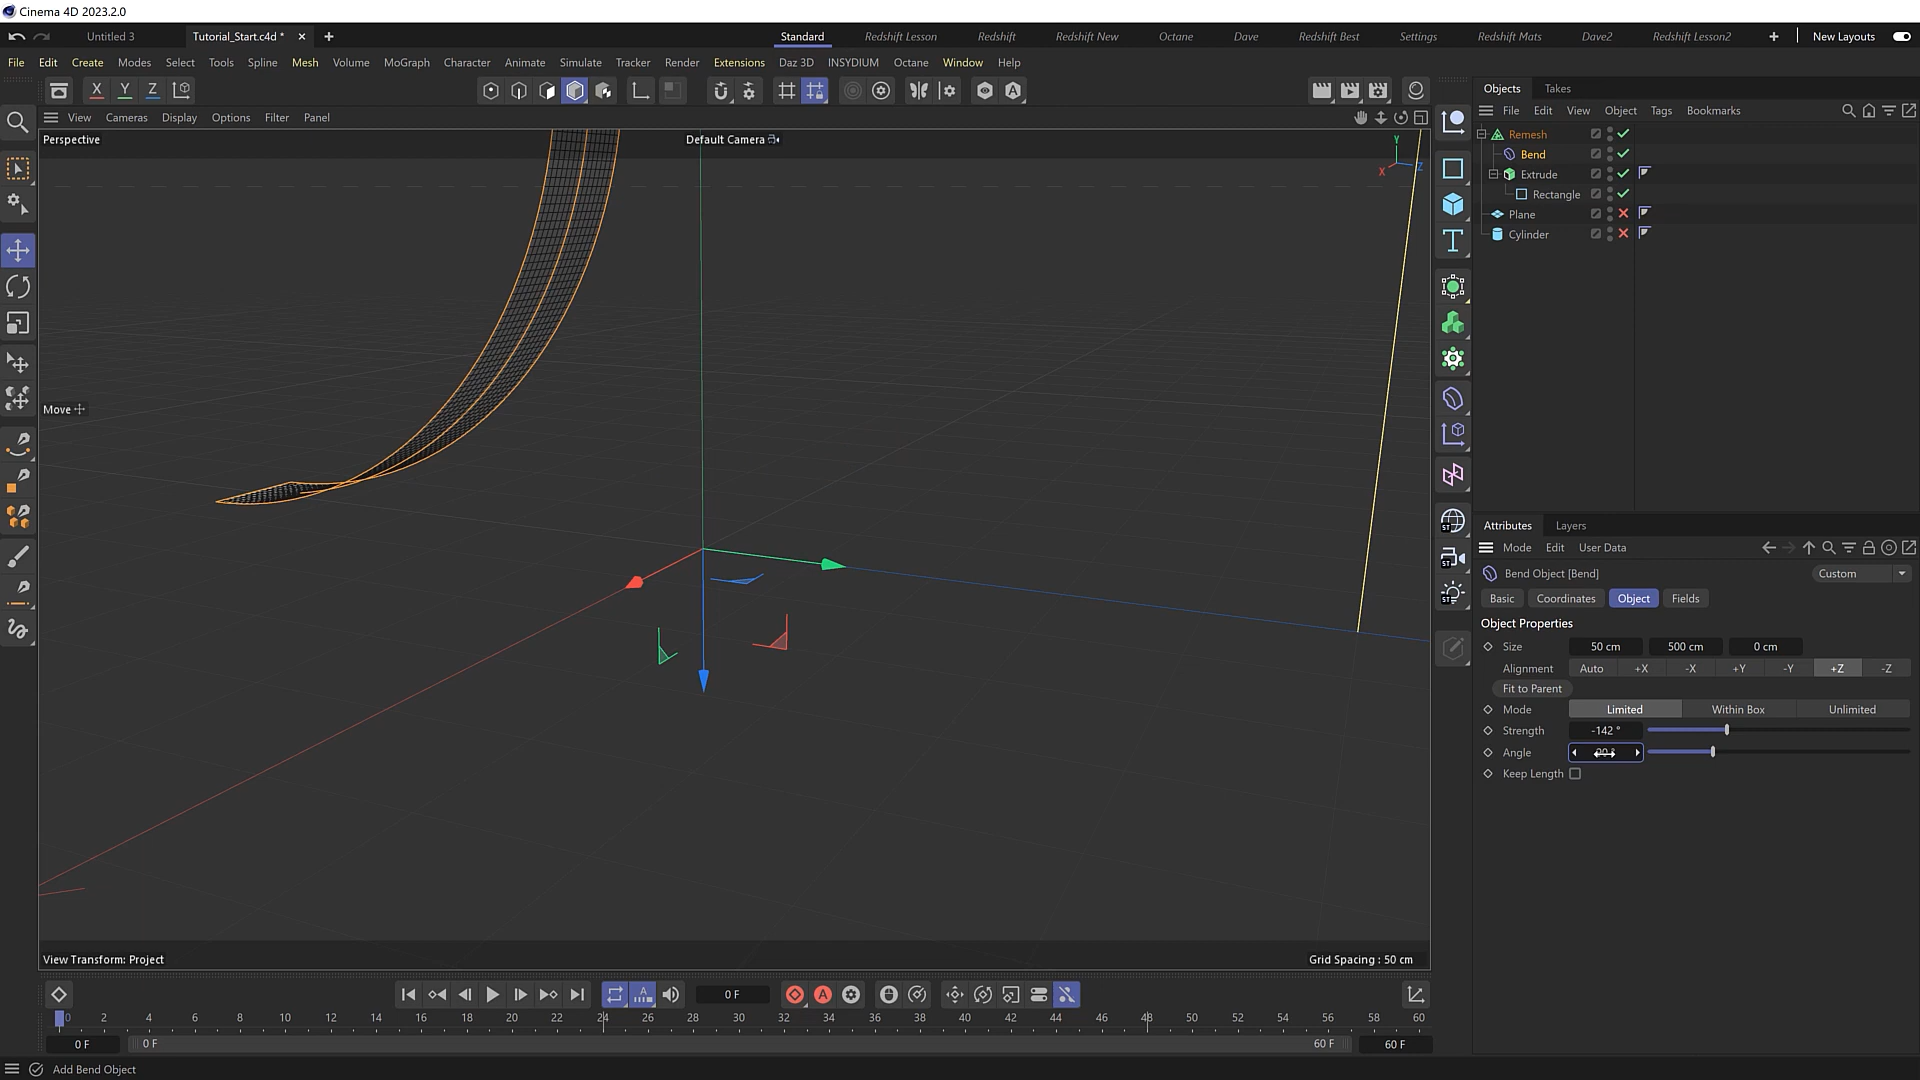 Cinema 4D 2023.2.0
Untitled 3
Tutorial_Start.c4d *
Standard
Redshift Lesson
Redshift
Redshift New
Octane
Dave
Redshift Best
Settings
Redshift Mats
Dave2
Redshift Lesson2
New Layouts
File Edit Create Modes Select Tools Spline Mesh Volume MoGraph Character Animate Simulate Tracker Render Extensions Daz 3D INSYDIUM Octane Window Help
X Y Z
View Cameras Display Options Filter Panel
Perspective
Default Camera
Y
X
Z
Move
View Transform: Project
Grid Spacing : 50 cm
Objects Takes
File Edit View Object Tags Bookmarks
Remesh
Bend
Extrude
Rectangle
Plane
Cylinder
ST
ST
ST
Attributes Layers
Mode Edit User Data
Bend Object [Bend]
Custom
Basic Coordinates Object Fields
Object Properties
Size 50 cm 500 cm 0 cm
Alignment Auto +X -X +Y -Y +Z -Z
Fit to Parent
Mode Limited Within Box Unlimited
Strength -142 °
Angle
Keep Length
0 F
0 2 4 6 8 10 12 14 16 18 20 22 24 26 28 30 32 34 36 38 40 42 44 46 48 50 52 54 56 58 60
0 F 0 F 60 F 60 F
Add Bend Object